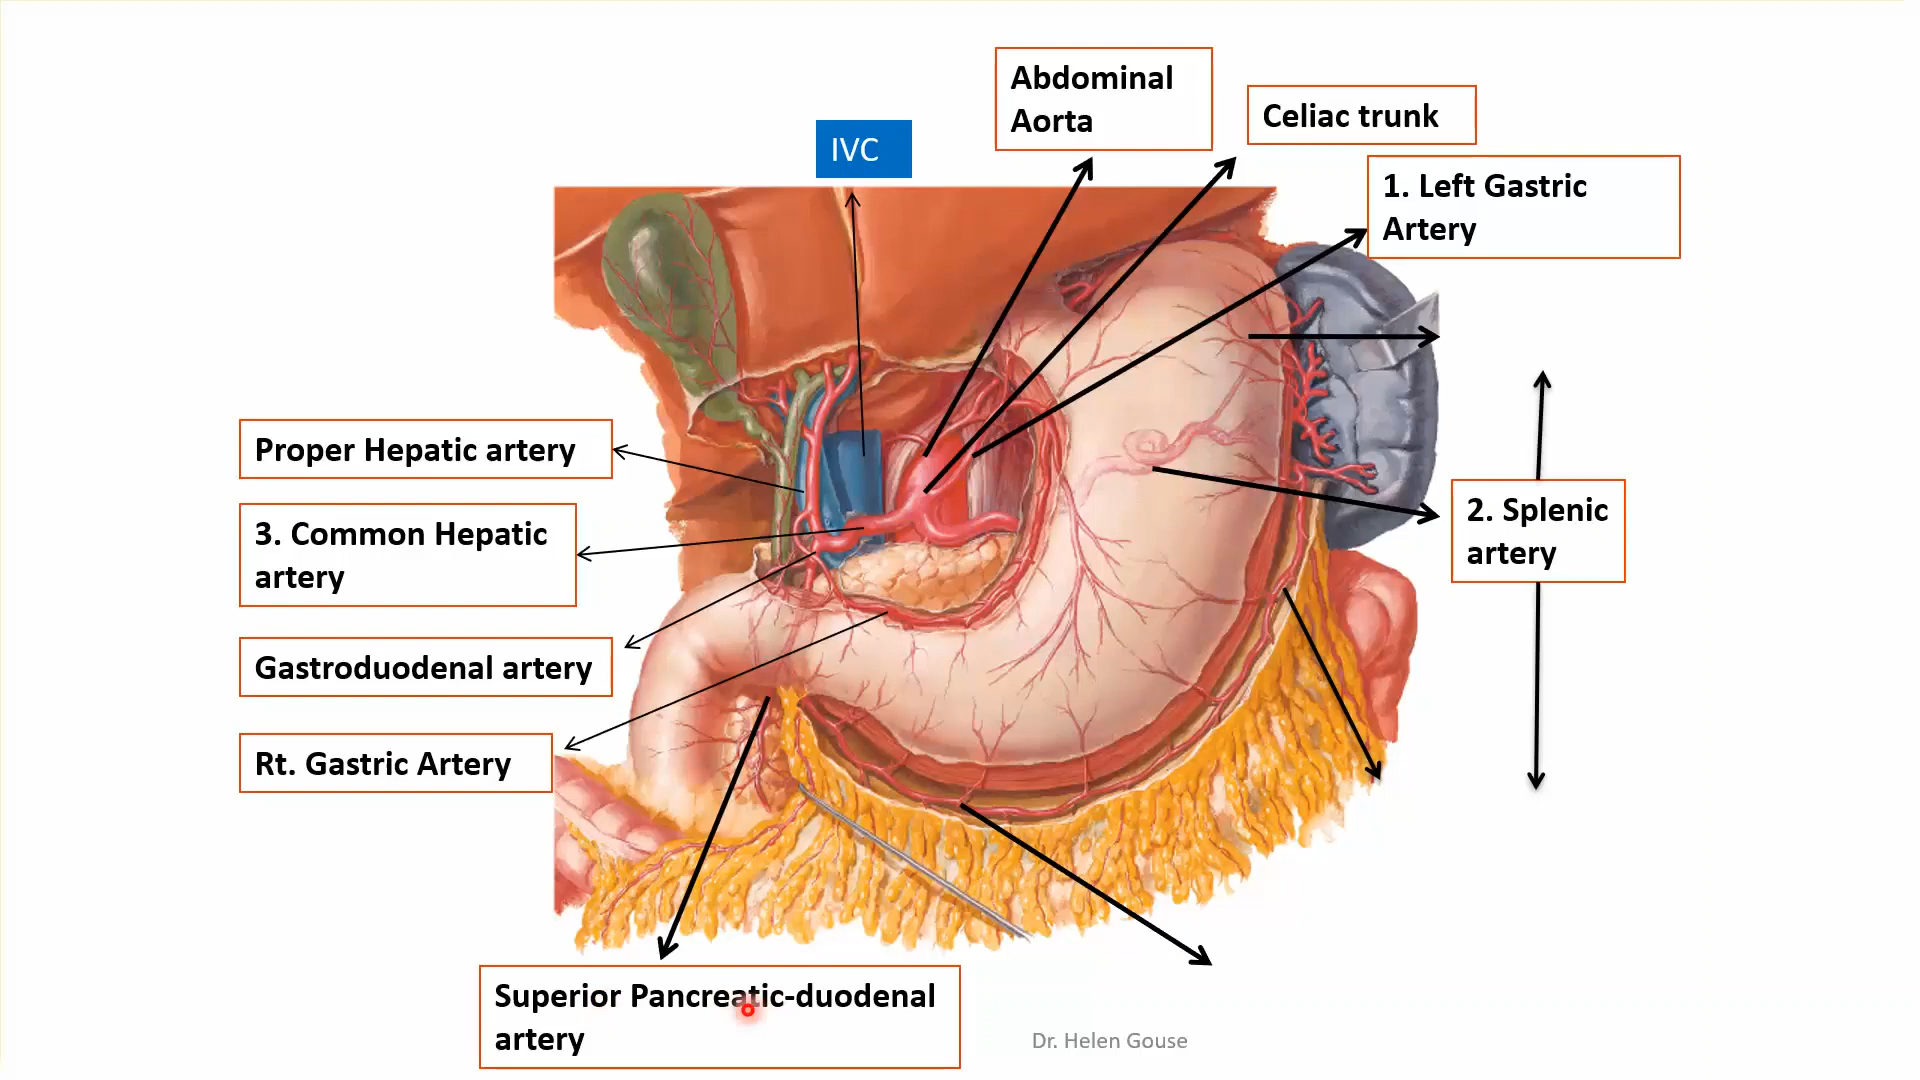 Abdominal
Aorta
Celiac trunk
IVC
1. Left Gastric
Artery
Proper Hepatic artery
3. Common Hepatic
artery
2. Splenic
artery
Gastroduodenal artery
Rt. Gastric Artery
Superior Pancreatic-duodenal
artery
Dr. Helen Gouse